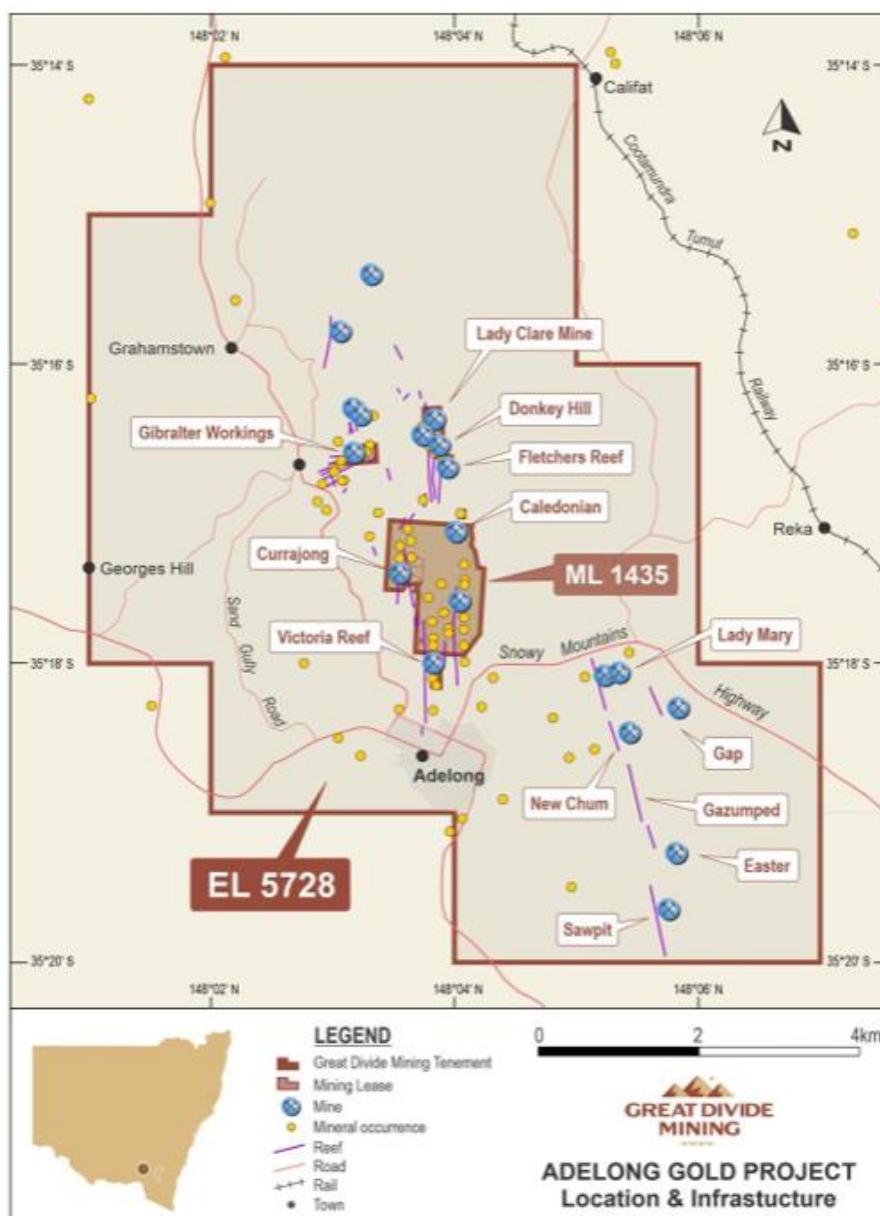 148°02' N
148°04' N
148°06' N
35°14' S
35°14' S
Califat
N
Cootamundra
Tumut
Railway
Lady Clare Mine
Grahamstown
35°16' S
35°16' S
Donkey Hill
Gibralter Workings
Fletchers Reef
Caledonian
Reka
Currajong
Georges Hill
ML 1435
Sand
Gully
Road
Victoria Reef
Snowy
Mountains
Highway
Lady Mary
35°18' S
35°18' S
Gap
Adelong
New Chum
Gazumped
EL 5728
Easter
Sawpit
35°20' S
35°20' S
148°02' N
148°04' N
148°06' N
LEGEND
Great Divide Mining Tenement
Mining Lease
Mine
Mineral occurrence
Reef
Road
Rail
Town
0
2
4km
GREAT DIVIDE
MINING
ADELONG GOLD PROJECT
Location & Infrastucture